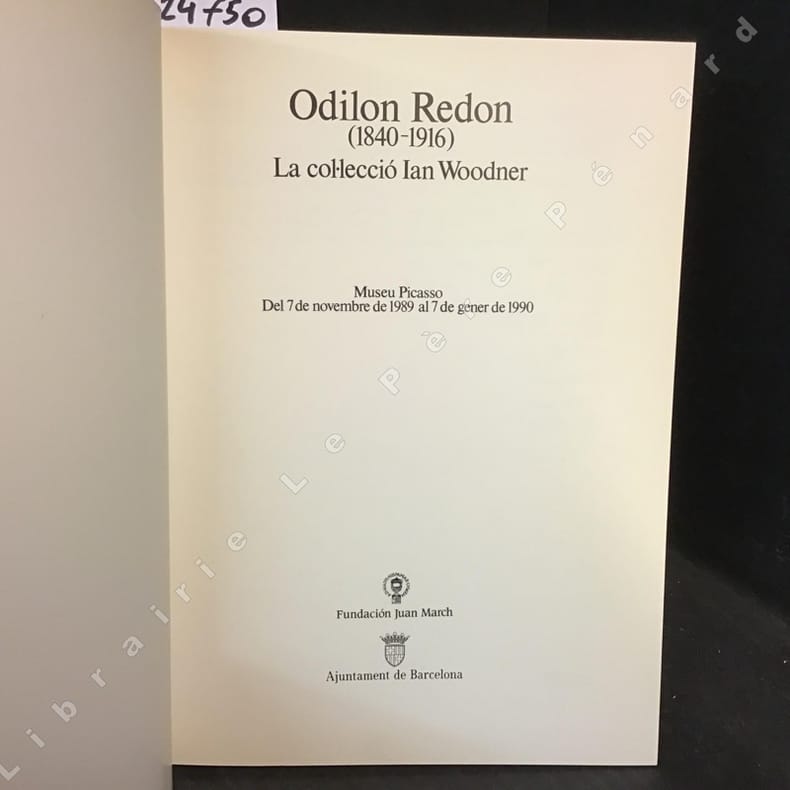 24750
Odilon Redon
(1840-1916)
La col·lecció Ian Woodner
Museu Picasso
Del 7 de novembre de 1989 al 7 de gener de 1990
Fundación Juan March
Ajuntament de Barcelona
Librairie Le Père Pénard